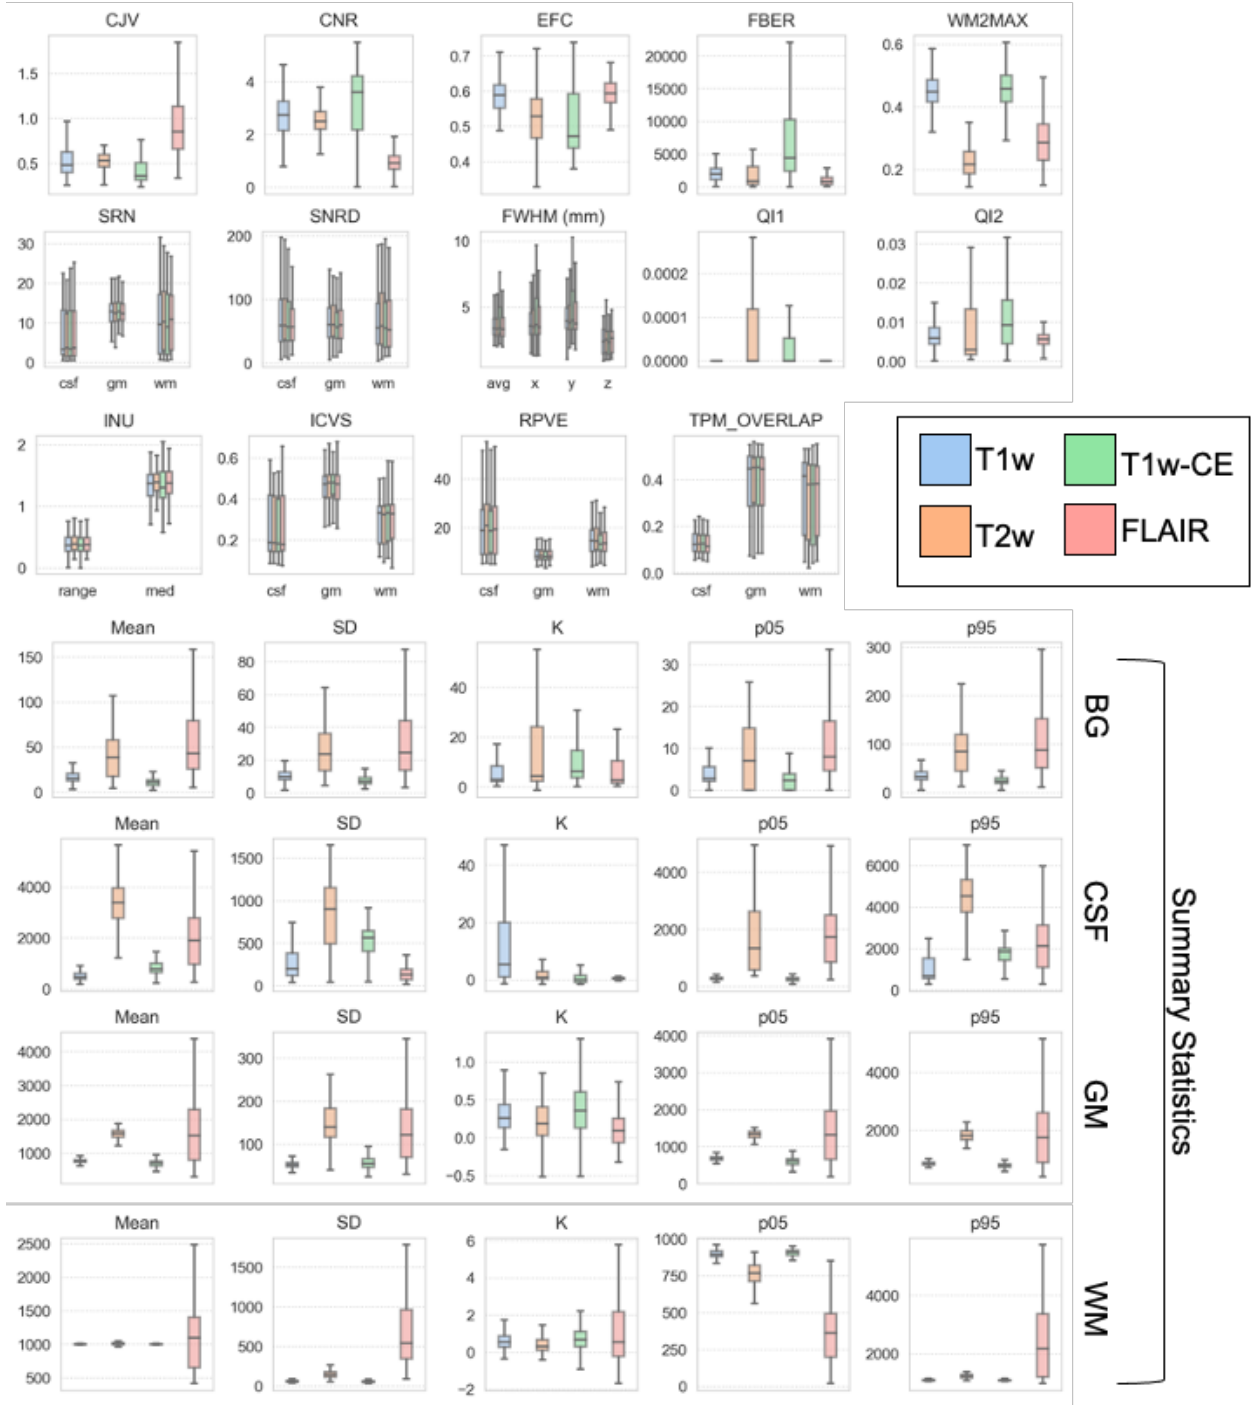 CJV CNR EFC FBER WM2MAX
1.5 1.0 0.5
4 2 0
0.7 0.6 0.5 0.4
20000 15000 10000 5000 0
0.6 0.4 0.2
SRN SNRD FWHM (mm) QI1 QI2
30 20 10 0
200 100 0
10 5
0.0002 0.0001 0.0000
0.03 0.02 0.01 0.00
csf gm wm
csf gm wm
avg x y z
INU ICVS RPVE TPM_OVERLAP
2 1 0
0.6 0.4 0.2
40 20
0.4 0.2 0.0
range med
csf gm wm
csf gm wm
csf gm wm
T1w T1w-CE
T2w FLAIR
Mean SD K p05 p95
150 100 50 0
80 60 40 20 0
40 20 0
30 20 10 0
300 200 100 0
BG
Mean SD K p05 p95
4000 2000 0
1500 1000 500 0
40 20 0
4000 2000 0
6000 4000 2000 0
CSF
Mean SD K p05 p95
4000 3000 2000 1000
300 200 100
1.0 0.5 0.0 −0.5
4000 3000 2000 1000 0
4000 2000
GM
Mean SD K p05 p95
2500 2000 1500 1000 500
1500 1000 500 0
6 4 2 0 −2
1000 750 500 250 0
4000 2000
WM
Summary Statistics